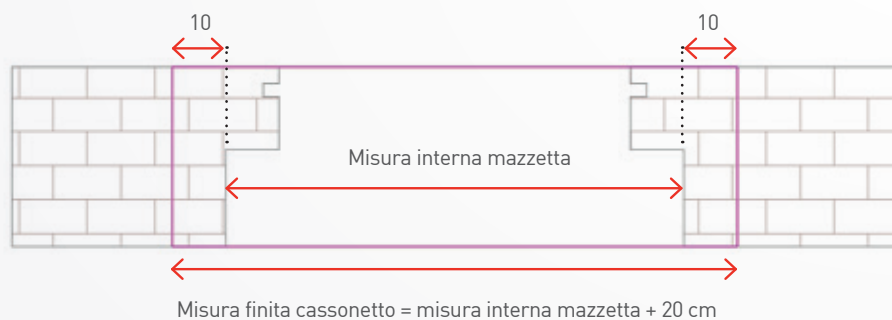 10 10
Misura interna mazzetta
Misura finita cassonetto = misura interna mazzetta + 20 cm